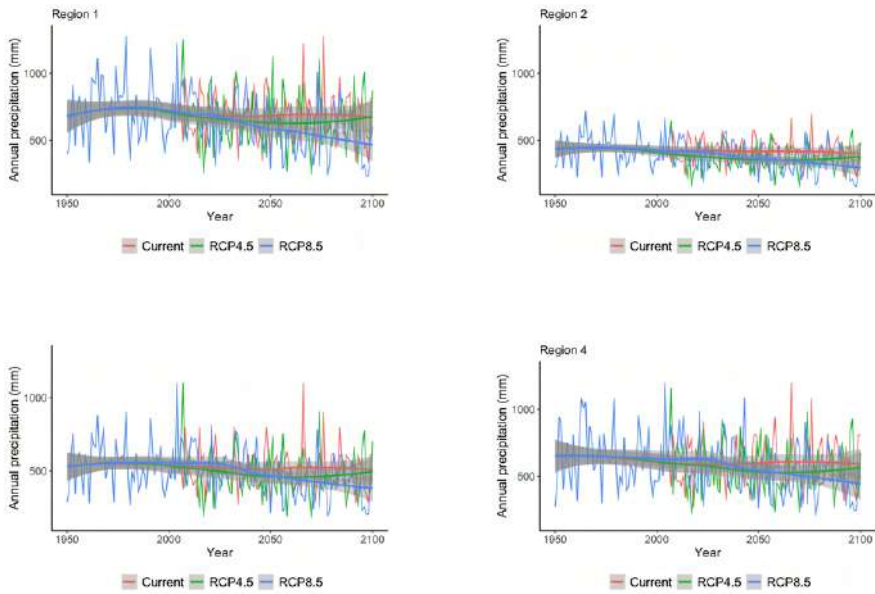 Region 1
Annual precipitation (mm)
1000
500
1950 2000 2050 2100
Year
Current RCP4.5 RCP8.5
Region 2
Annual precipitation (mm)
1000
500
1950 2000 2050 2100
Year
Current RCP4.5 RCP8.5
Annual precipitation (mm)
1000
500
1950 2000 2050 2100
Year
Current RCP4.5 RCP8.5
Region 4
Annual precipitation (mm)
1000
500
1950 2000 2050 2100
Year
Current RCP4.5 RCP8.5